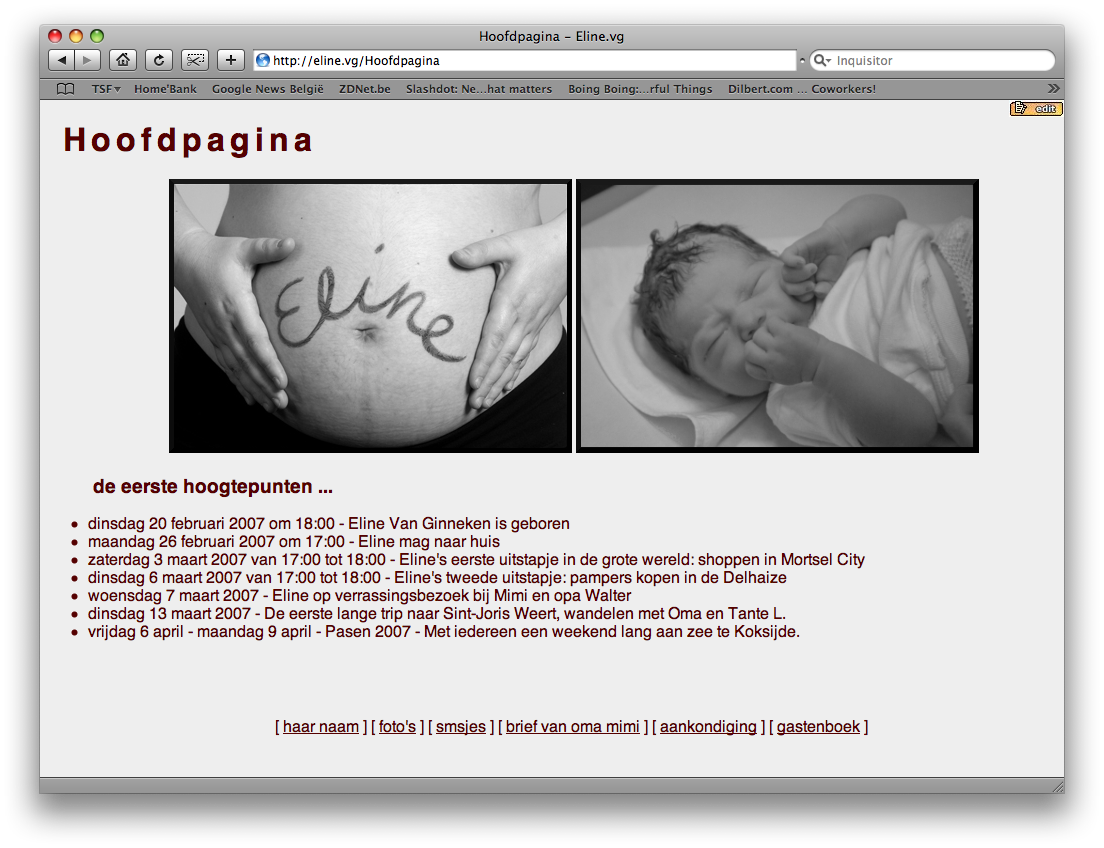 Hoofdpagina – Eline.vg
http://eline.vg/Hoofdpagina
Inquisitor
TSF Home'Bank Google News België ZDNet.be Slashdot: Ne...hat matters Boing Boing:...rful Things Dilbert.com ... Coworkers!
edit
Hoofdpagina
Eline
de eerste hoogtepunten ...
• dinsdag 20 februari 2007 om 18:00 - Eline Van Ginneken is geboren
• maandag 26 februari 2007 om 17:00 - Eline mag naar huis
• zaterdag 3 maart 2007 van 17:00 tot 18:00 - Eline's eerste uitstapje in de grote wereld: shoppen in Mortsel City
• dinsdag 6 maart 2007 van 17:00 tot 18:00 - Eline's tweede uitstapje: pampers kopen in de Delhaize
• woensdag 7 maart 2007 - Eline op verrassingsbezoek bij Mimi en opa Walter
• dinsdag 13 maart 2007 - De eerste lange trip naar Sint-Joris Weert, wandelen met Oma en Tante L.
• vrijdag 6 april - maandag 9 april - Pasen 2007 - Met iedereen een weekend lang aan zee te Koksijde.
[ haar naam ] [ foto's ] [ smsjes ] [ brief van oma mimi ] [ aankondiging ] [ gastenboek ]